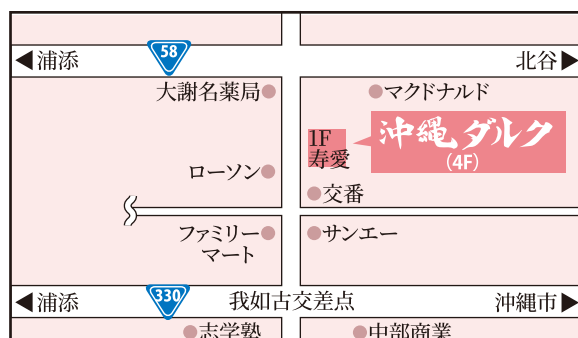 浦添
58
北谷
大謝名薬局
マクドナルド
1F
寿愛
沖縄ダルク
(4F)
ローソン
交番
ファミリー
マート
サンエー
浦添
330
我如古交差点
沖縄市
志学塾
中部商業